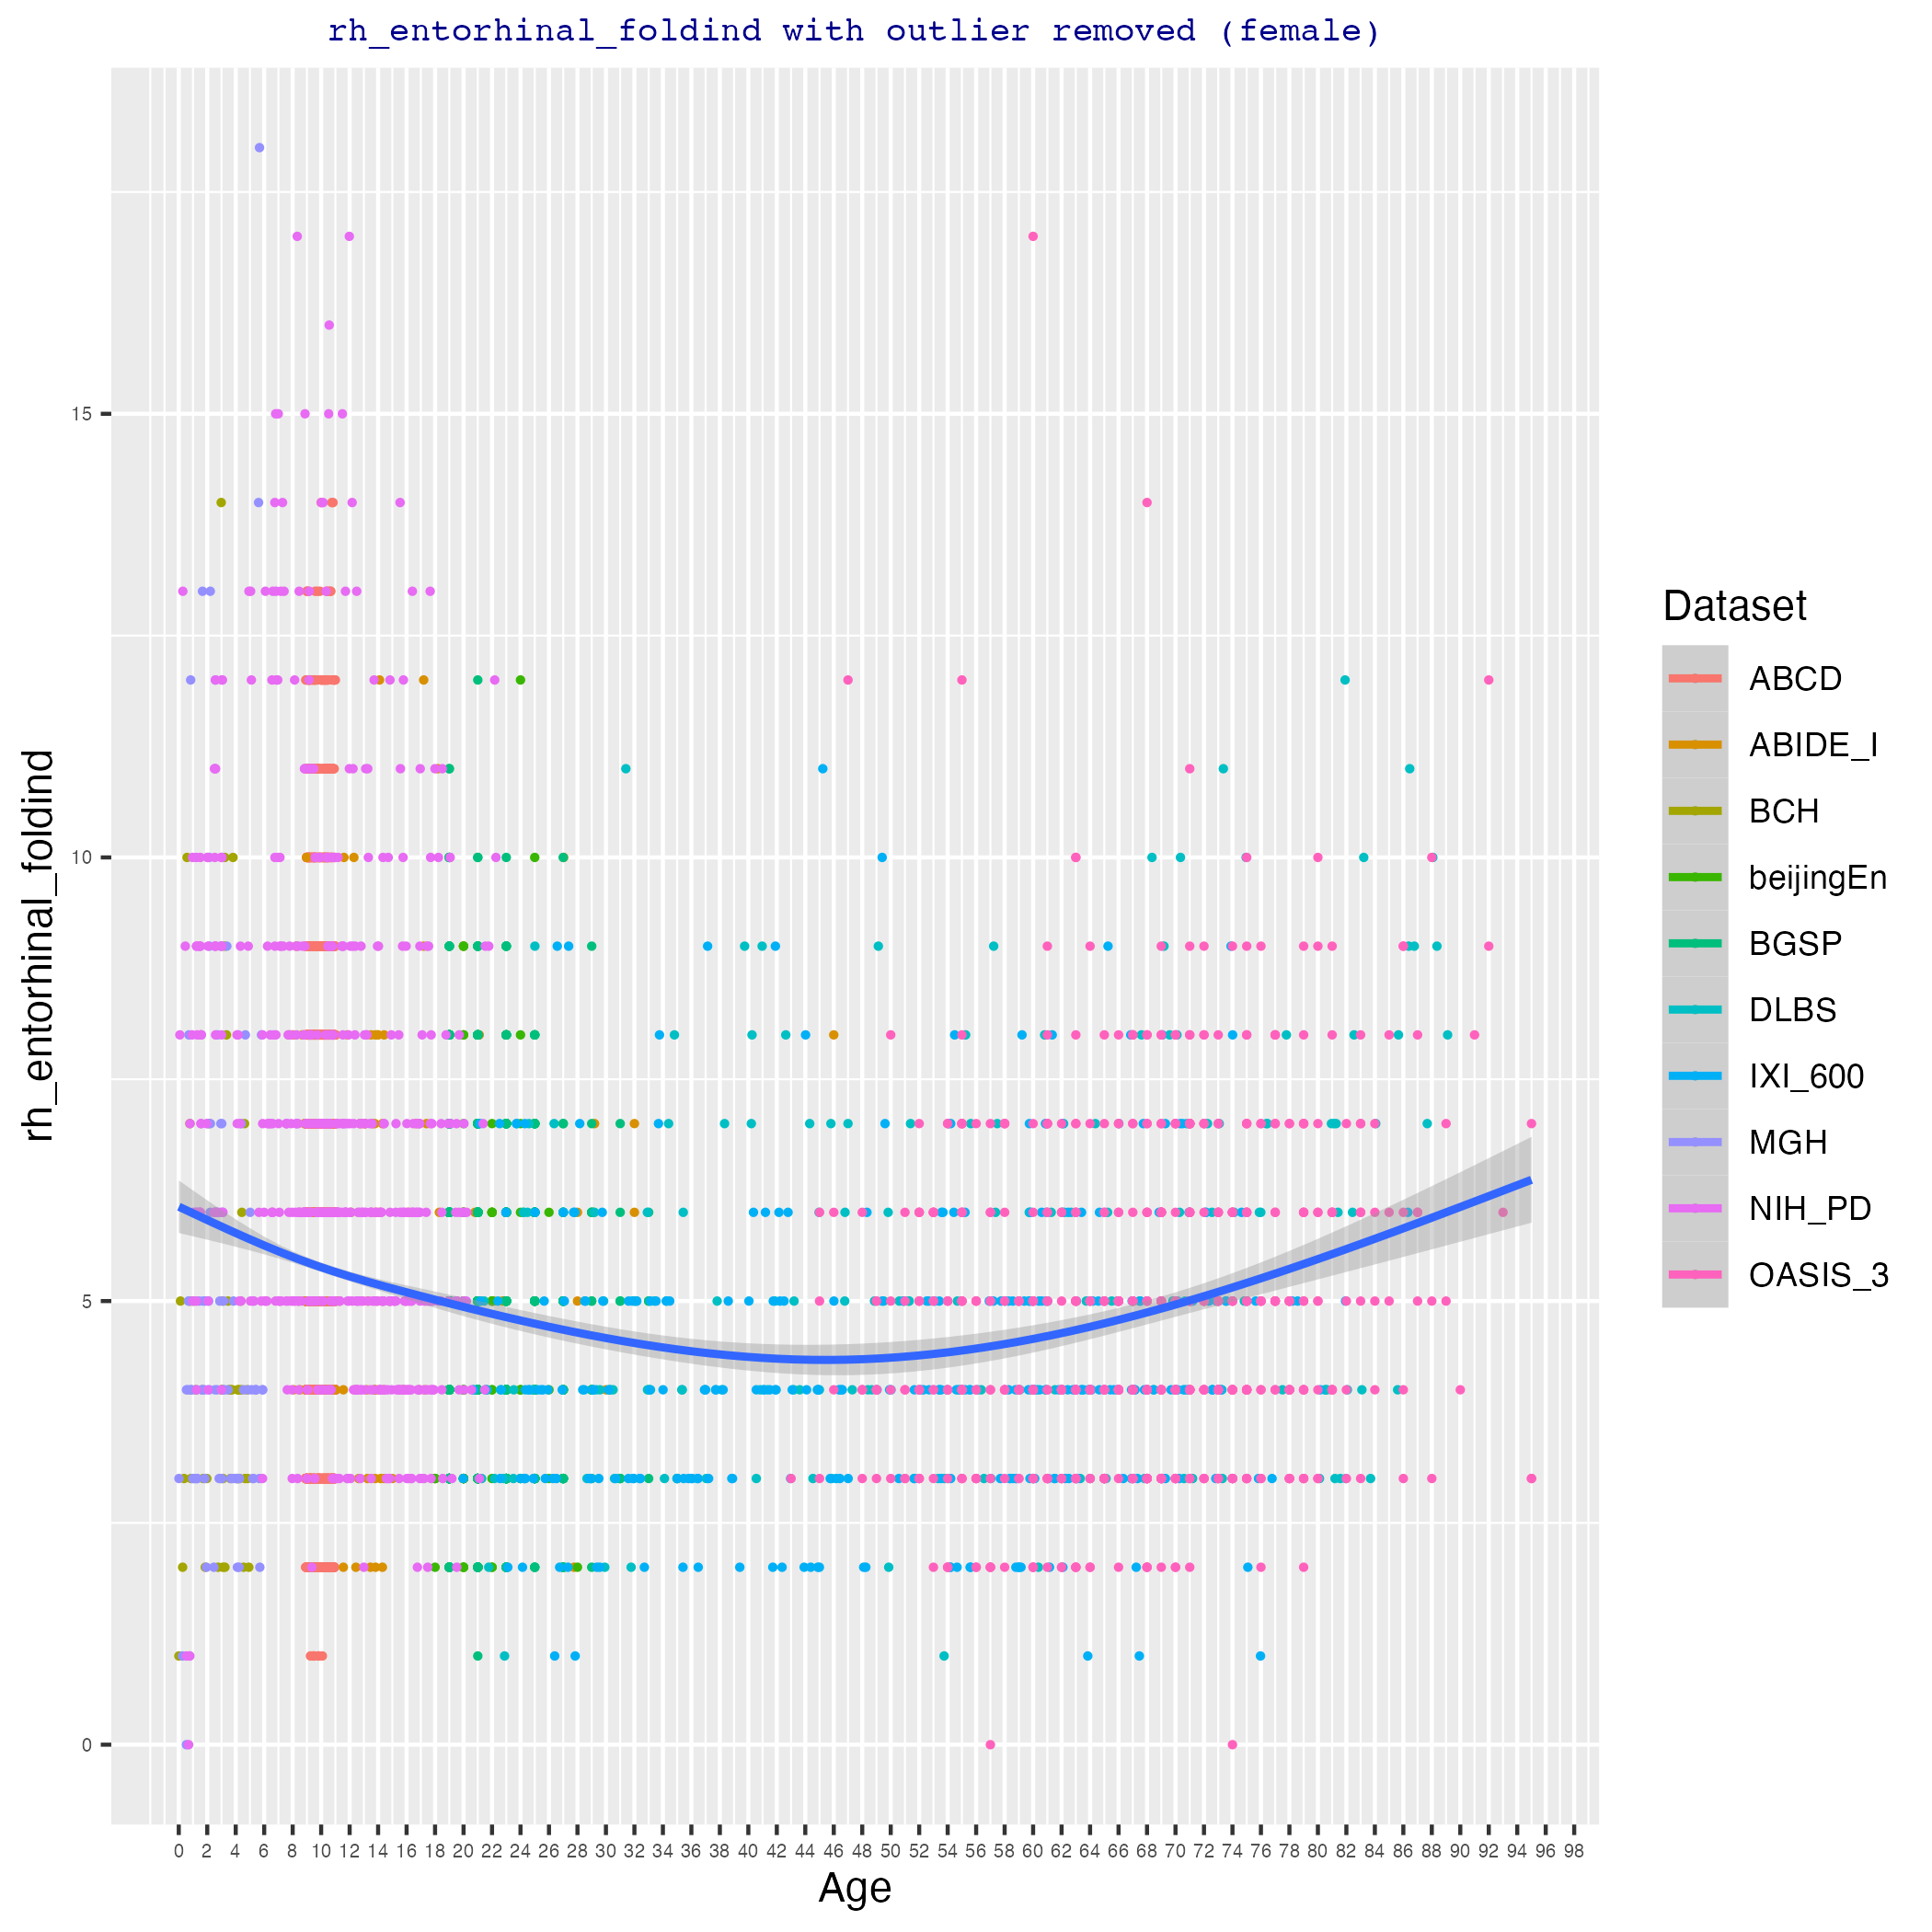 rh_entorhinal_foldind with outlier removed (female)
rh_entorhinal_foldind
15
10
5
0
0 2 4 6 8 10 12 14 16 18 20 22 24 26 28 30 32 34 36 38 40 42 44 46 48 50 52 54 56 58 60 62 64 66 68 70 72 74 76 78 80 82 84 86 88 90 92 94 96 98
Age
Dataset
ABCD
ABIDE_I
BCH
beijingEn
BGSP
DLBS
IXI_600
MGH
NIH_PD
OASIS_3